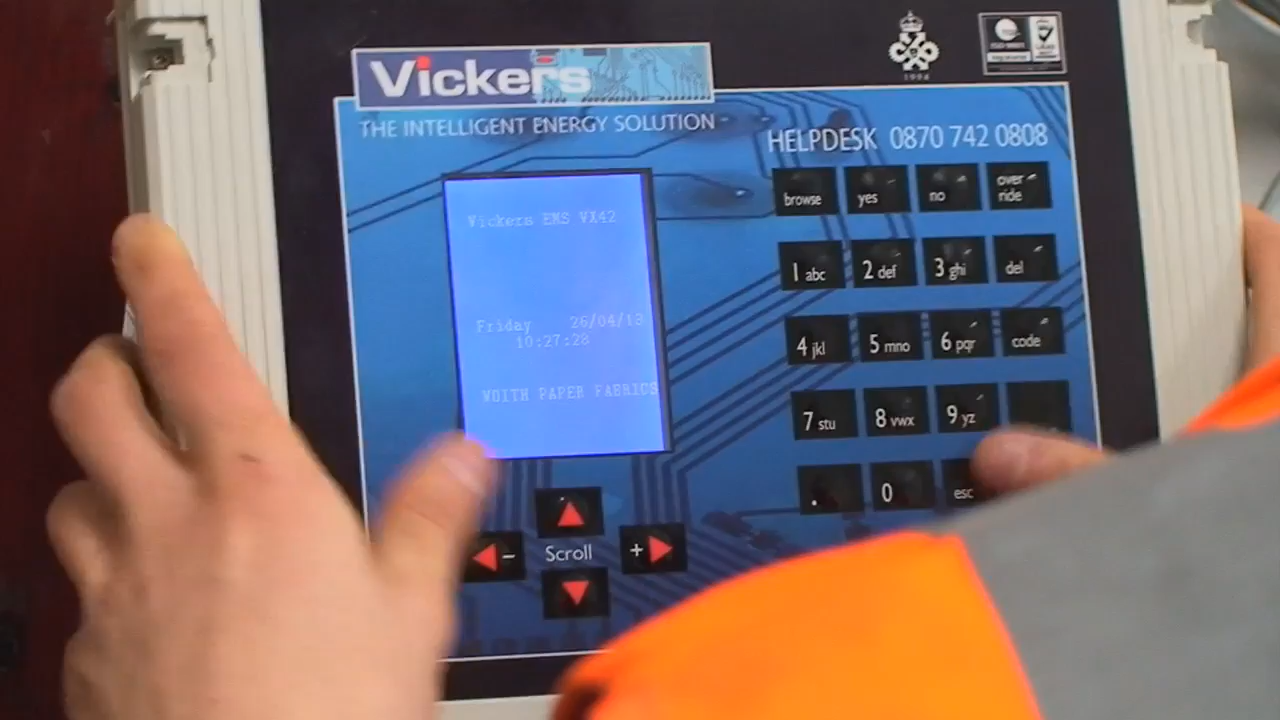 Vickers
THE INTELLIGENT ENERGY SOLUTION
1994
HELPDESK 0870 742 0808
Vickers EMS VX42
Friday 26/04/13
10:27:28
VOITH PAPER FABRICS
browse yes no over ride
1 abc 2 def 3 ghi del
4 jkl 5 mno 6 pqr code
7 stu 8 vwx 9 yz
. 0 esc
- Scroll +